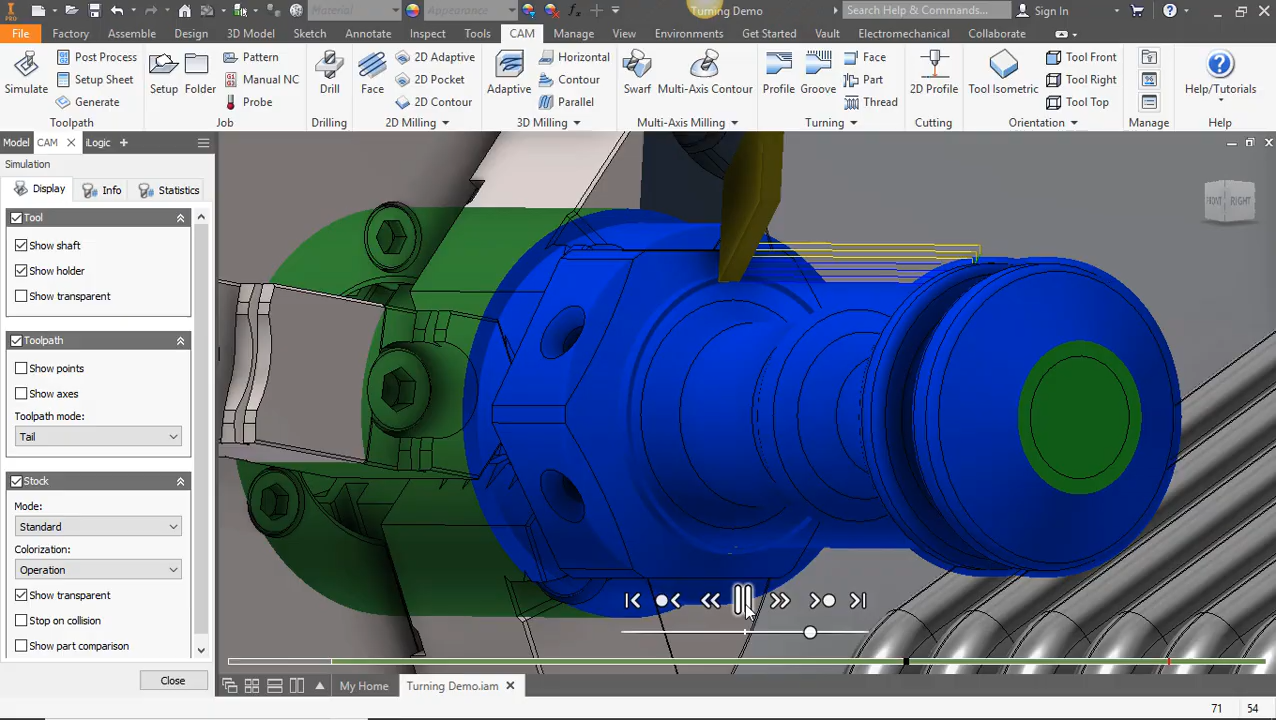 PRO
Material
Appearance
fx
Turning Demo
Search Help & Commands...
Sign In
File
Factory
Assemble
Design
3D Model
Sketch
Annotate
Inspect
Tools
CAM
Manage
View
Environments
Get Started
Vault
Electromechanical
Collaborate
Simulate
Post Process
Setup Sheet
Generate
Toolpath
Setup
Folder
Pattern
Manual NC
Probe
Job
Drill
Drilling
Face
2D Adaptive
2D Pocket
2D Contour
2D Milling
Adaptive
Horizontal
Contour
Parallel
3D Milling
Swarf
Multi-Axis Contour
Multi-Axis Milling
Profile
Groove
Face
Part
Thread
Turning
2D Profile
Cutting
Tool Isometric
Tool Front
Tool Right
Tool Top
Orientation
Manage
Help/Tutorials
Help
Model
CAM
iLogic
Simulation
Display
Info
Statistics
Tool
Show shaft
Show holder
Show transparent
Toolpath
Show points
Show axes
Toolpath mode:
Tail
Stock
Mode:
Standard
Colorization:
Operation
Show transparent
Stop on collision
Show part comparison
Close
FRONT
RIGHT
My Home
Turning Demo.iam
71
54